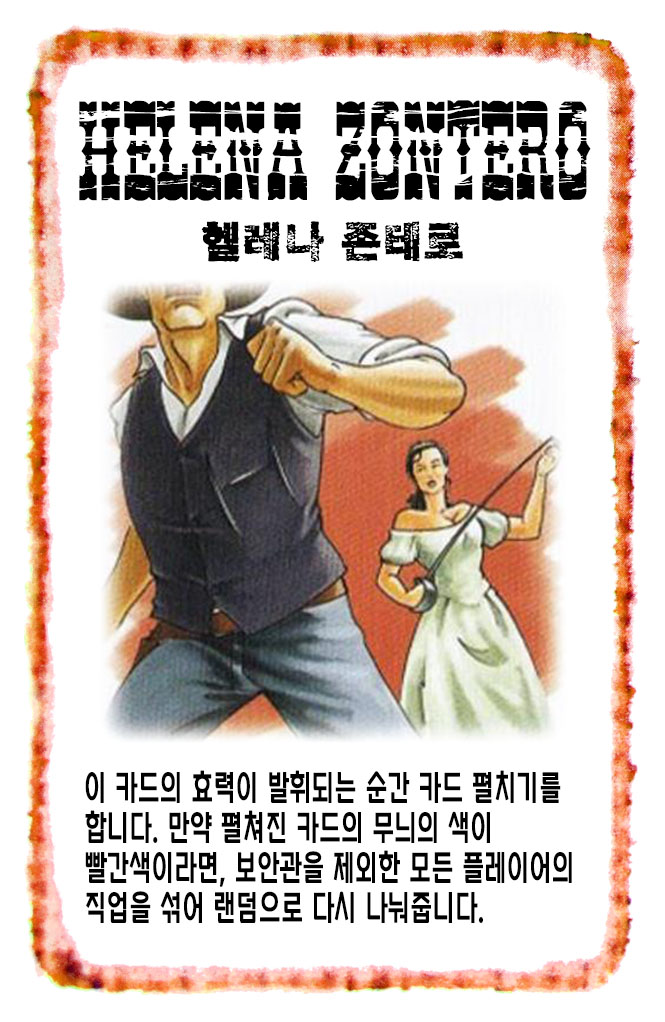 HELENA ZONTERO
헬레나 존테로
이 카드의 효력이 발휘되는 순간 카드 펼치기를
합니다. 만약 펼쳐진 카드의 무늬의 색이
빨간색이라면, 보안관을 제외한 모든 플레이어의
직업을 섞어 랜덤으로 다시 나눠줍니다.